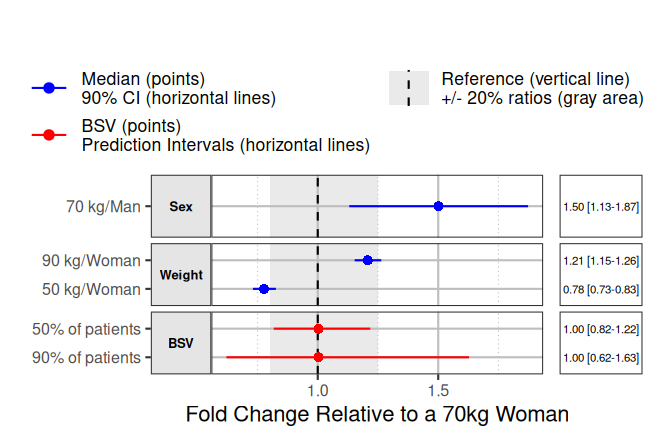 Median (points)
90% CI (horizontal lines)
Reference (vertical line)
+/- 20% ratios (gray area)
BSV (points)
Prediction Intervals (horizontal lines)
70 kg/Man
Sex
1.50 [1.13-1.87]
90 kg/Woman
50 kg/Woman
Weight
1.21 [1.15-1.26]
0.78 [0.73-0.83]
50% of patients
90% of patients
BSV
1.00 [0.82-1.22]
1.00 [0.62-1.63]
1.0
1.5
Fold Change Relative to a 70kg Woman